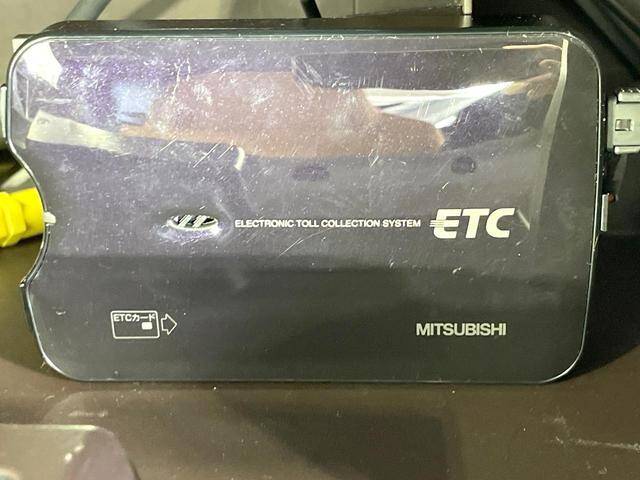 ELECTRONIC TOLL COLLECTION SYSTEM ETC
ETCカード
MITSUBISHI